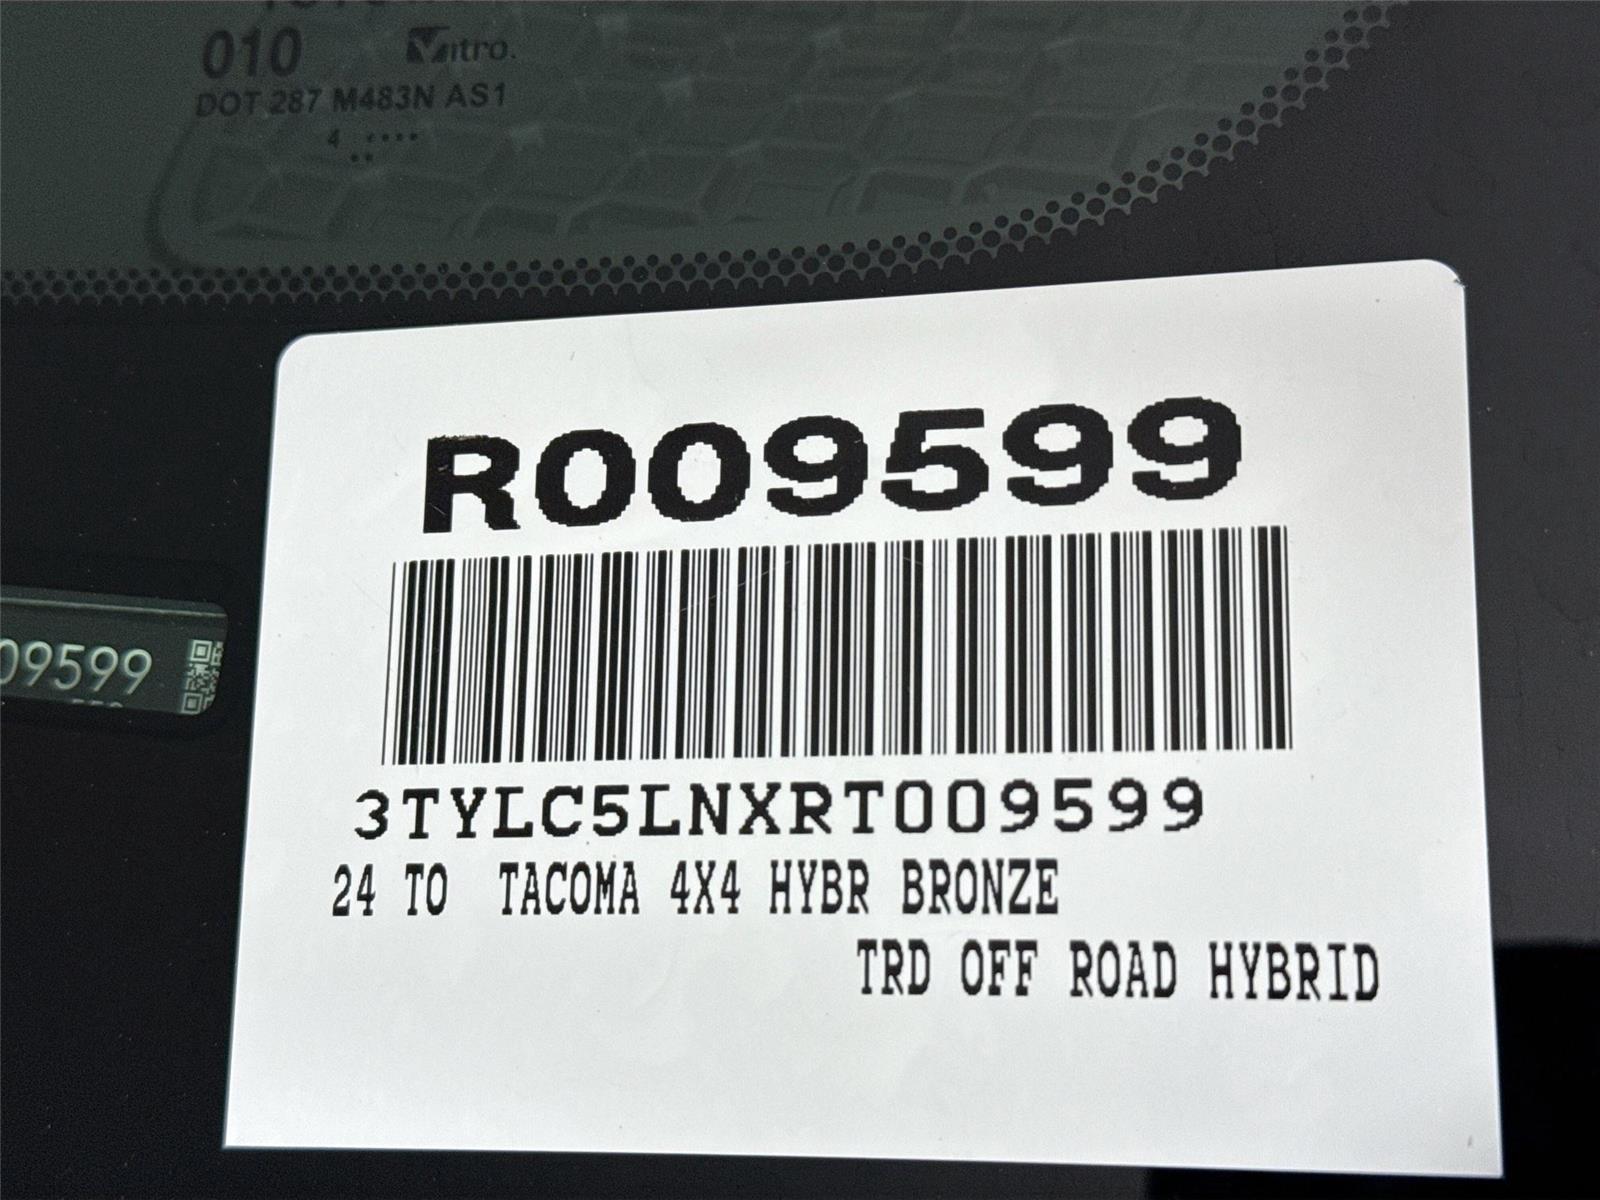 010 Vitro.
DOT 287 M483N AS1
4 ....
..
R009599
09599
3TYLC5LNXRT009599
24 TO TACOMA 4X4 HYBR BRONZE
TRD OFF ROAD HYBRID